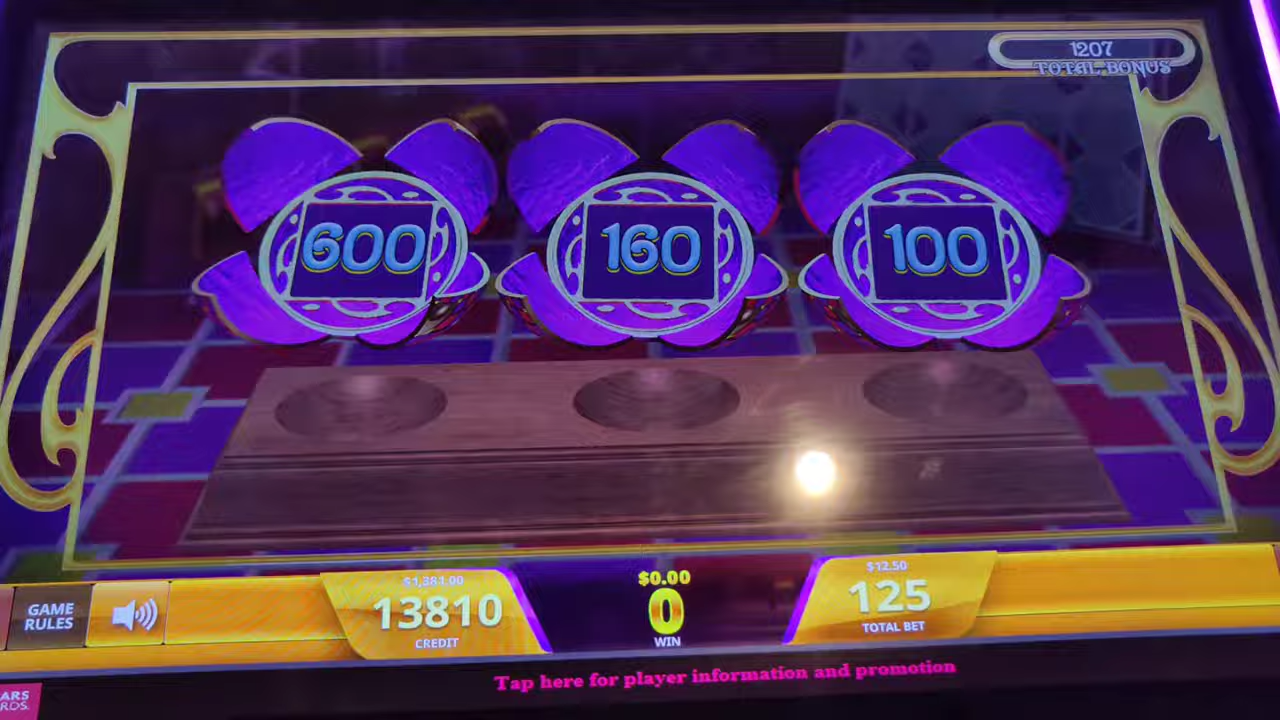 1207
TOTAL BONUS
600
160
100
GAME
RULES
$1,381.00
13810
CREDIT
$0.00
0
WIN
$12.50
125
TOTAL BET
Tap here for player information and promotion